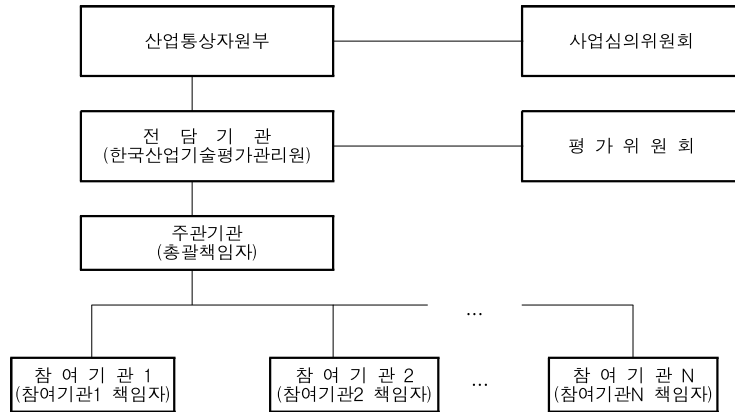 산업통상자원부
사업심의위원회
전 담 기 관
(한국산업기술평가관리원)
평 가 위 원 회
주관기관
(총괄책임자)
...
참 여 기 관 1
(참여기관1 책임자)
참 여 기 관 2
(참여기관2 책임자)
...
참 여 기 관 N
(참여기관N 책임자)